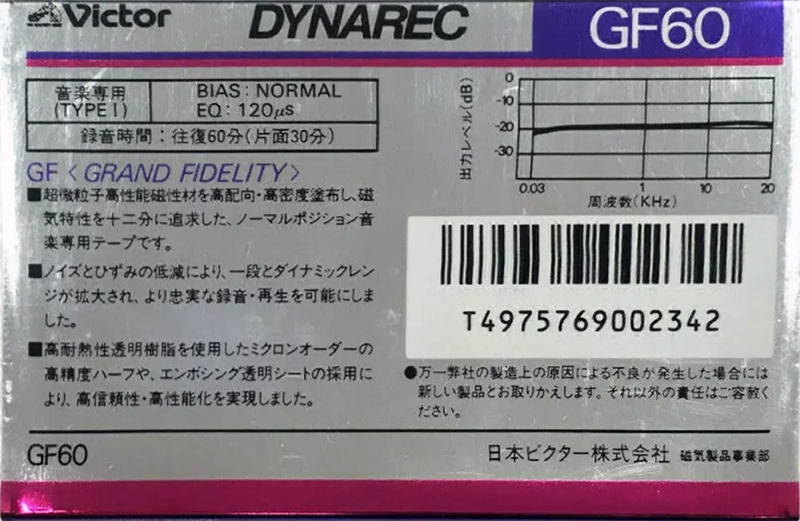 Victor DYNAREC GF60
音楽専用 BIAS: NORMAL
(TYPE I) EQ: 120μs
録音時間：往復60分(片面30分)
GF〈GRAND FIDELITY〉
■超微粒子高性能磁性材を高配向・高密度塗布し、磁
気特性を十二分に追求した、ノーマルポジション音
楽専用テープです。
■ノイズとひずみの低減により、一段とダイナミックレン
ジが拡大され、より忠実な録音・再生を可能にしま
した。
■高耐熱性透明樹脂を使用したミクロンオーダーの
高精度ハーフや、エンボシング透明シートの採用に
より、高信頼性・高性能化を実現しました。
出力レベル(dB)
0
-10
-20
-30
0.03 1 10 20
周波数(KHz)
T4975769002342
●万一弊社の製造上の原因による不良が発生した場合には
新しい製品とお取りかえします。それ以外の責任はご容赦く
ださい。
GF60 日本ビクター株式会社 磁気製品事業部